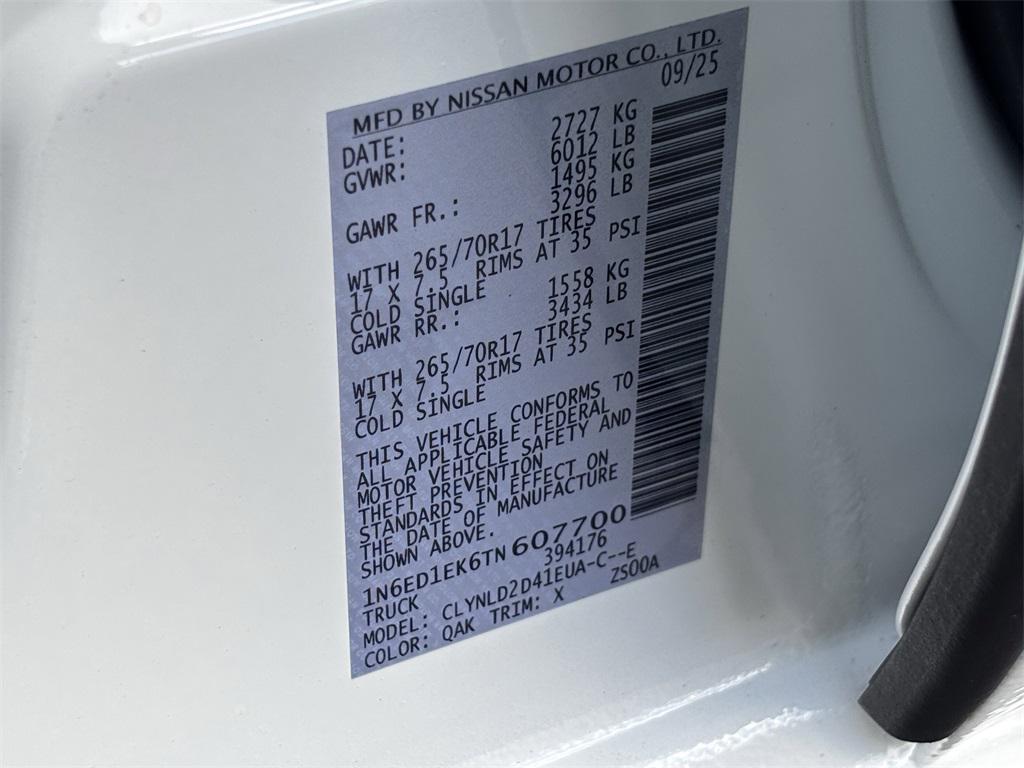 MFD BY NISSAN MOTOR CO., LTD.
DATE: 09/25
GVWR: 2727 KG
6012 LB
GAWR FR.: 1495 KG
3296 LB
WITH 265/70R17 TIRES
17 X 7.5 RIMS AT 35 PSI
COLD SINGLE
GAWR RR.: 1558 KG
3434 LB
WITH 265/70R17 TIRES
17 X 7.5 RIMS AT 35 PSI
COLD SINGLE
THIS VEHICLE CONFORMS TO
ALL APPLICABLE FEDERAL
MOTOR VEHICLE SAFETY AND
THEFT PREVENTION
STANDARDS IN EFFECT ON
THE DATE OF MANUFACTURE
SHOWN ABOVE.
1N6ED1EK6TN607700
TRUCK 394176
MODEL: CLYNLD2D41EUA-C--E
COLOR: QAK TRIM: X ZS00A